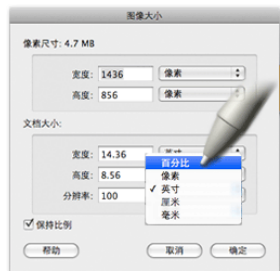 图像大小
像素尺寸: 4.7 MB
宽度: 1436 像素
高度: 856 像素
文档大小:
宽度: 14.36 英寸
百分比
像素
高度: 8.56 ✓ 英寸
厘米
分辨率: 100
毫米
保持比例
帮助 取消 确定